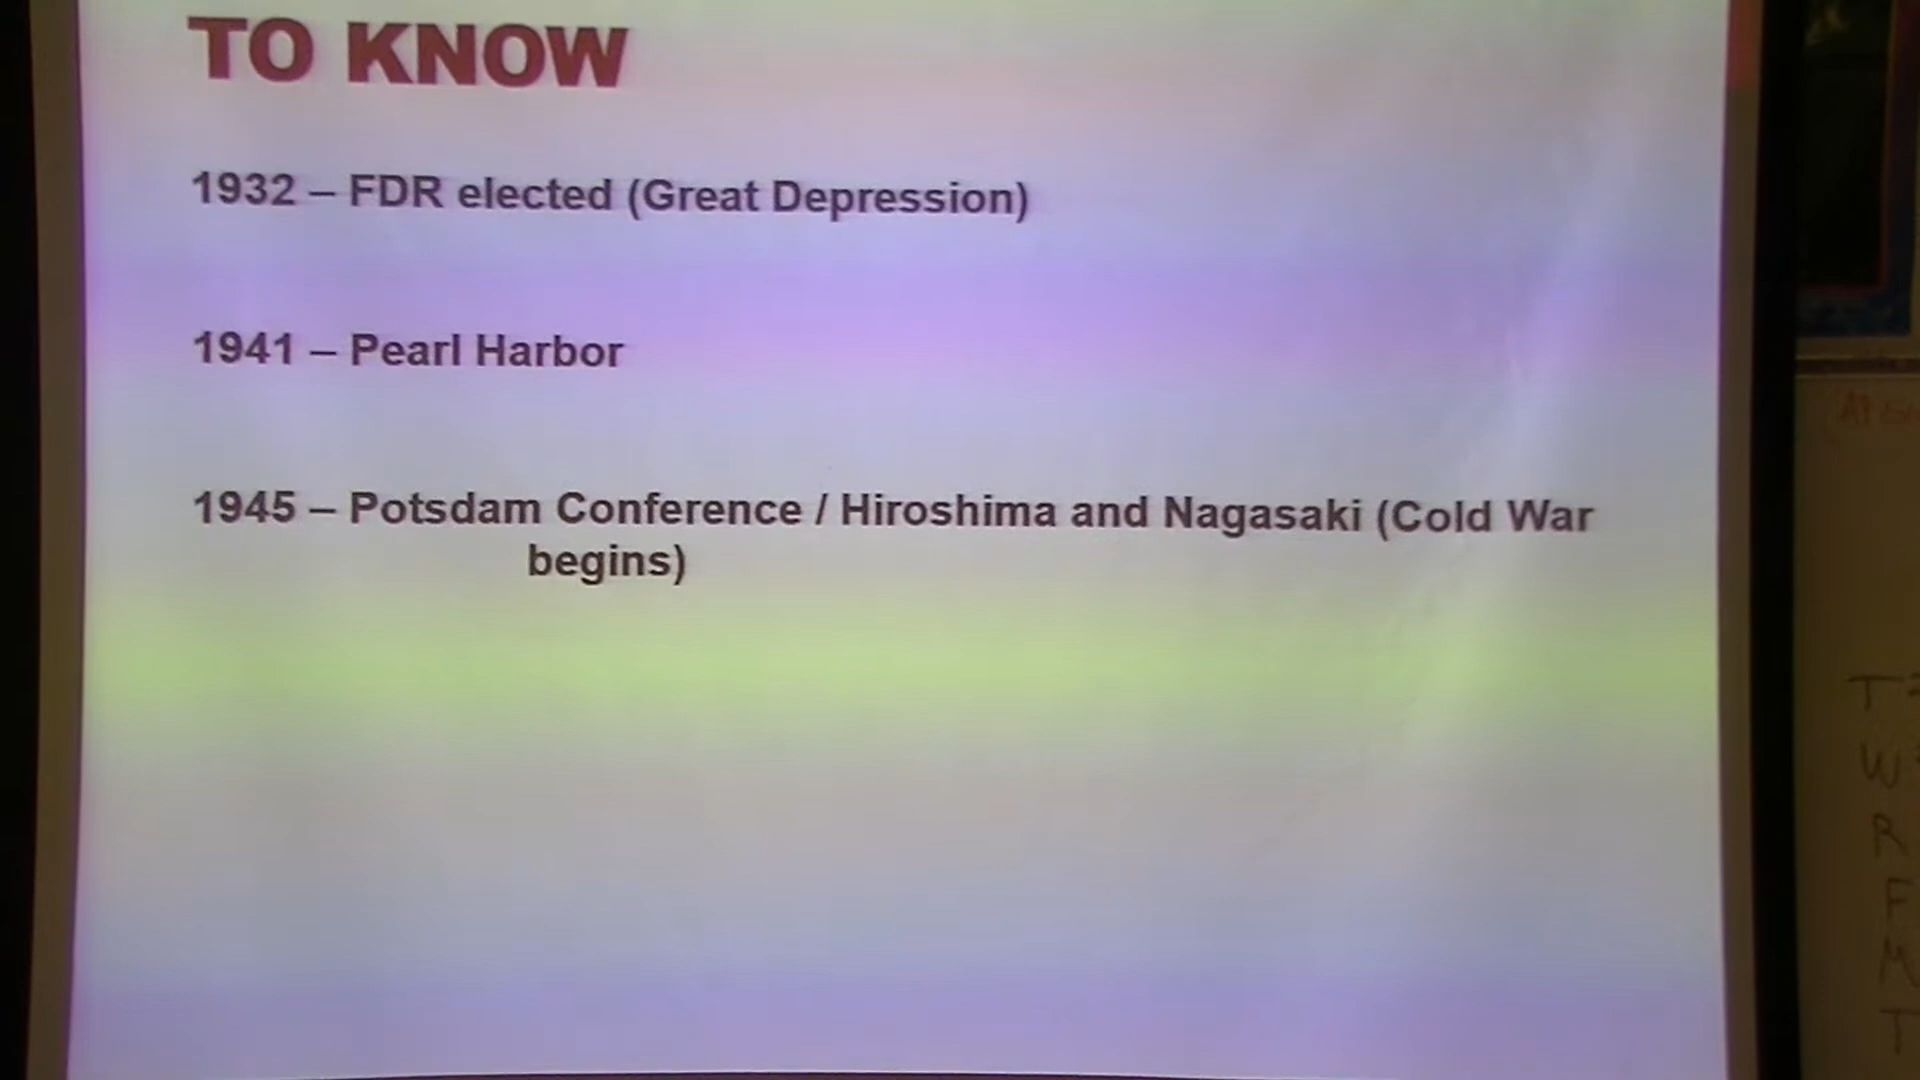 TO KNOW
1932 – FDR elected (Great Depression)
1941 – Pearl Harbor
1945 – Potsdam Conference / Hiroshima and Nagasaki (Cold War
begins)
T
W
R
F
M
T